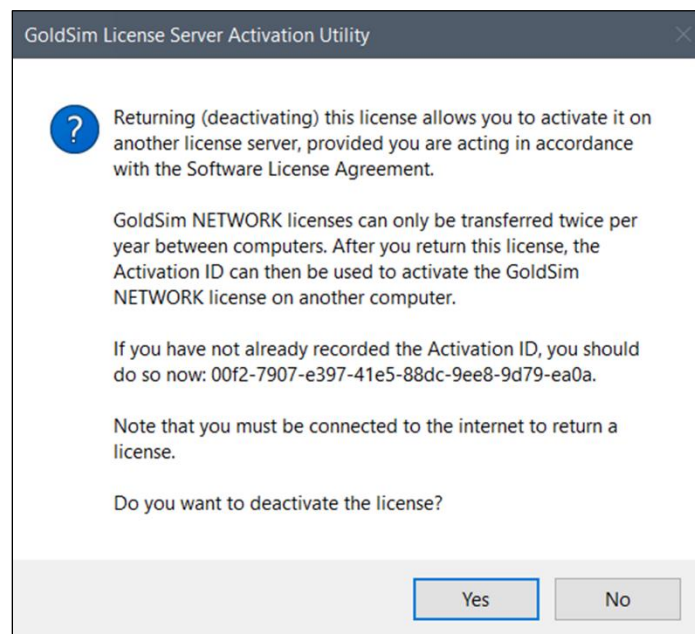 GoldSim License Server Activation Utility
Returning (deactivating) this license allows you to activate it on
another license server, provided you are acting in accordance
with the Software License Agreement.
GoldSim NETWORK licenses can only be transferred twice per
year between computers. After you return this license, the
Activation ID can then be used to activate the GoldSim
NETWORK license on another computer.
If you have not already recorded the Activation ID, you should
do so now: 00f2-7907-e397-41e5-88dc-9ee8-9d79-ea0a.
Note that you must be connected to the internet to return a
license.
Do you want to deactivate the license?
Yes No